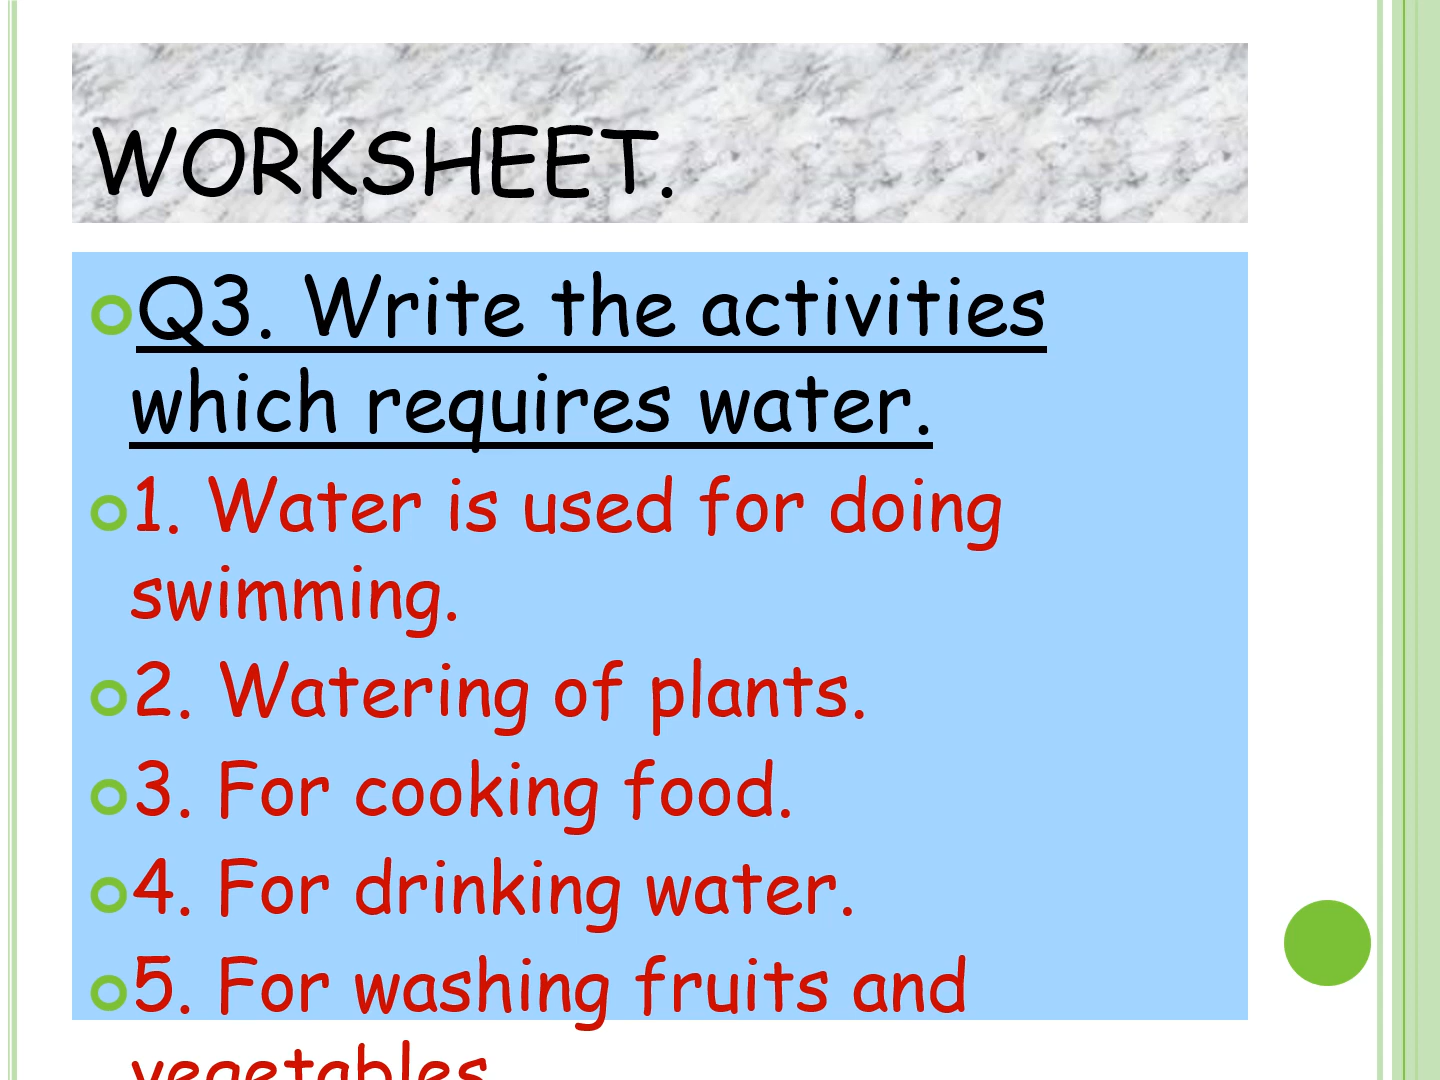 WORKSHEET.
Q3. Write the activities
which requires water.
1. Water is used for doing
swimming.
2. Watering of plants.
3. For cooking food.
4. For drinking water.
5. For washing fruits and
vegetables